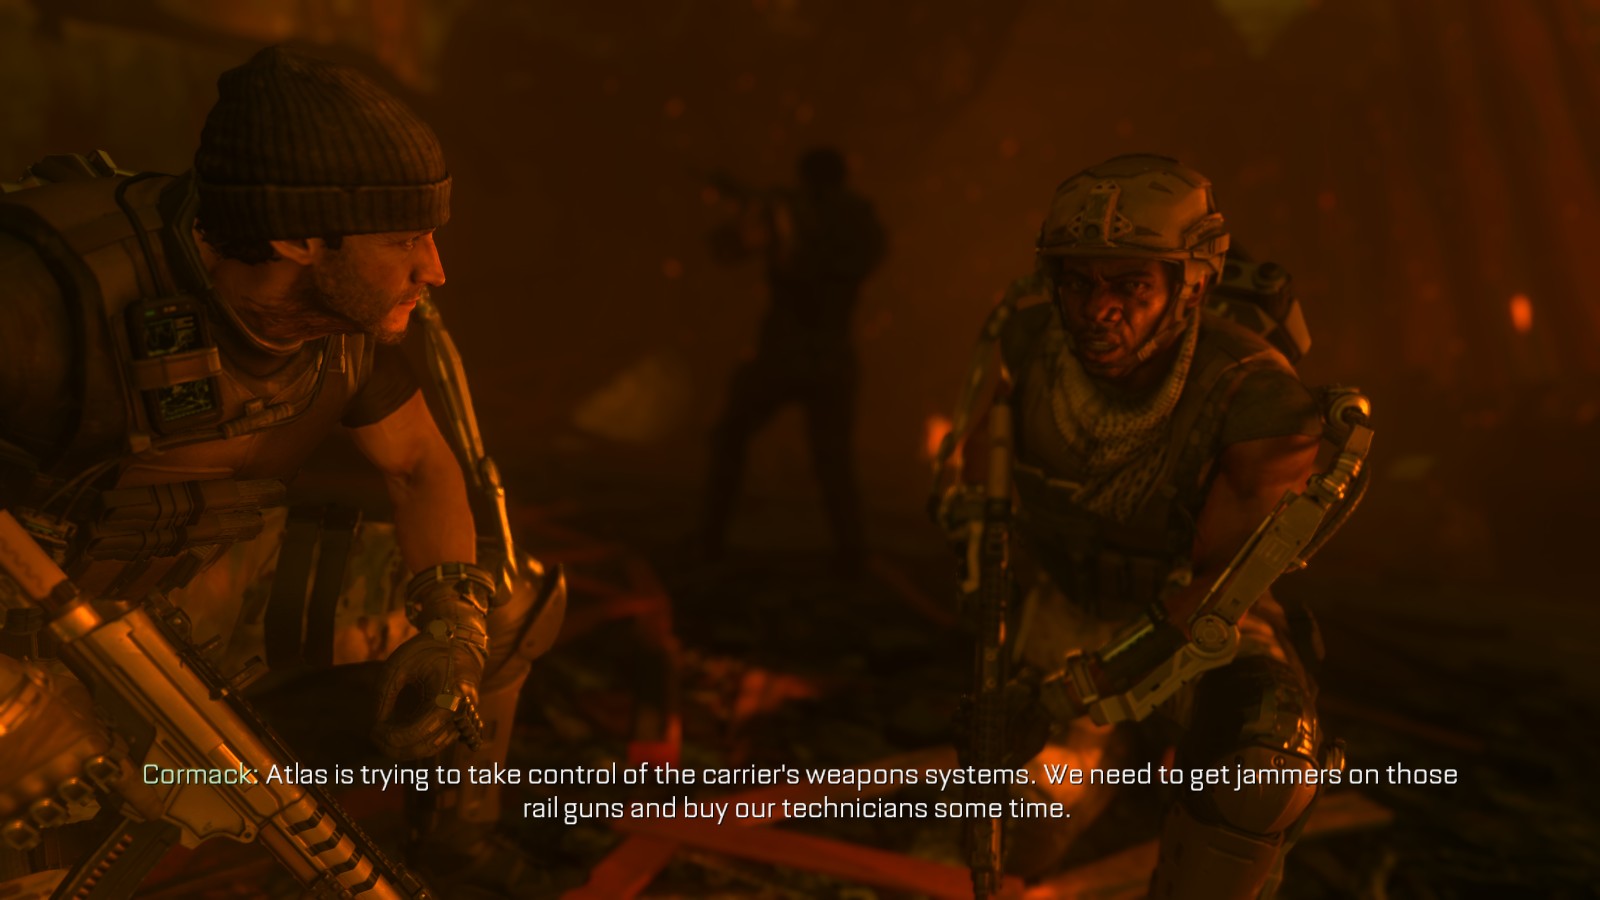 Cormack: Atlas is trying to take control of the carrier's weapons systems. We need to get jammers on those
rail guns and buy our technicians some time.